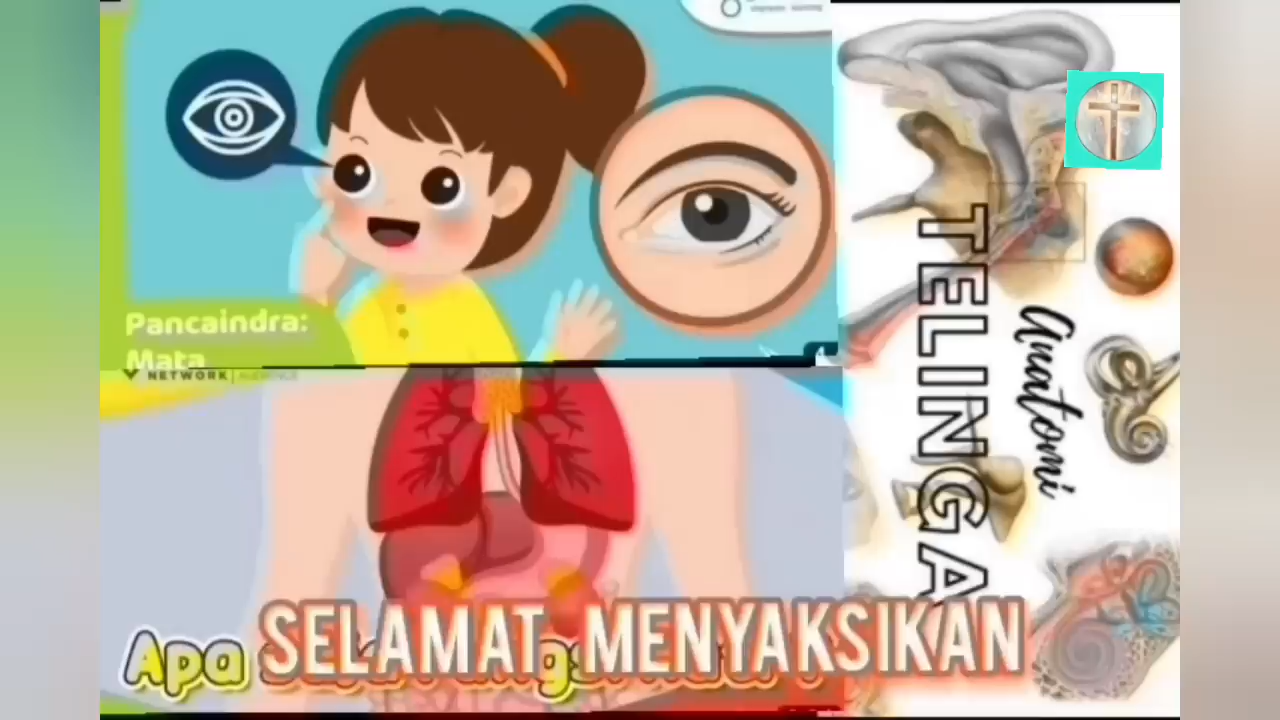 Pancaindra:
Mata
NETWORK
TELINGA
Anatomi
Apa
SELAMAT MENYAKSIKAN